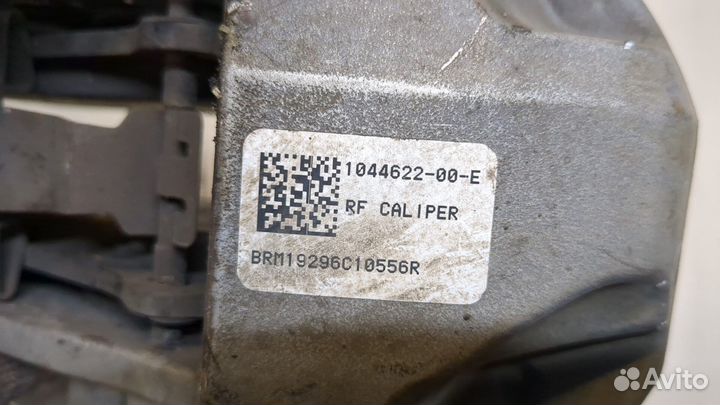 1044622-00-E
RF CALIPER
BRM19296C10556R
Avito